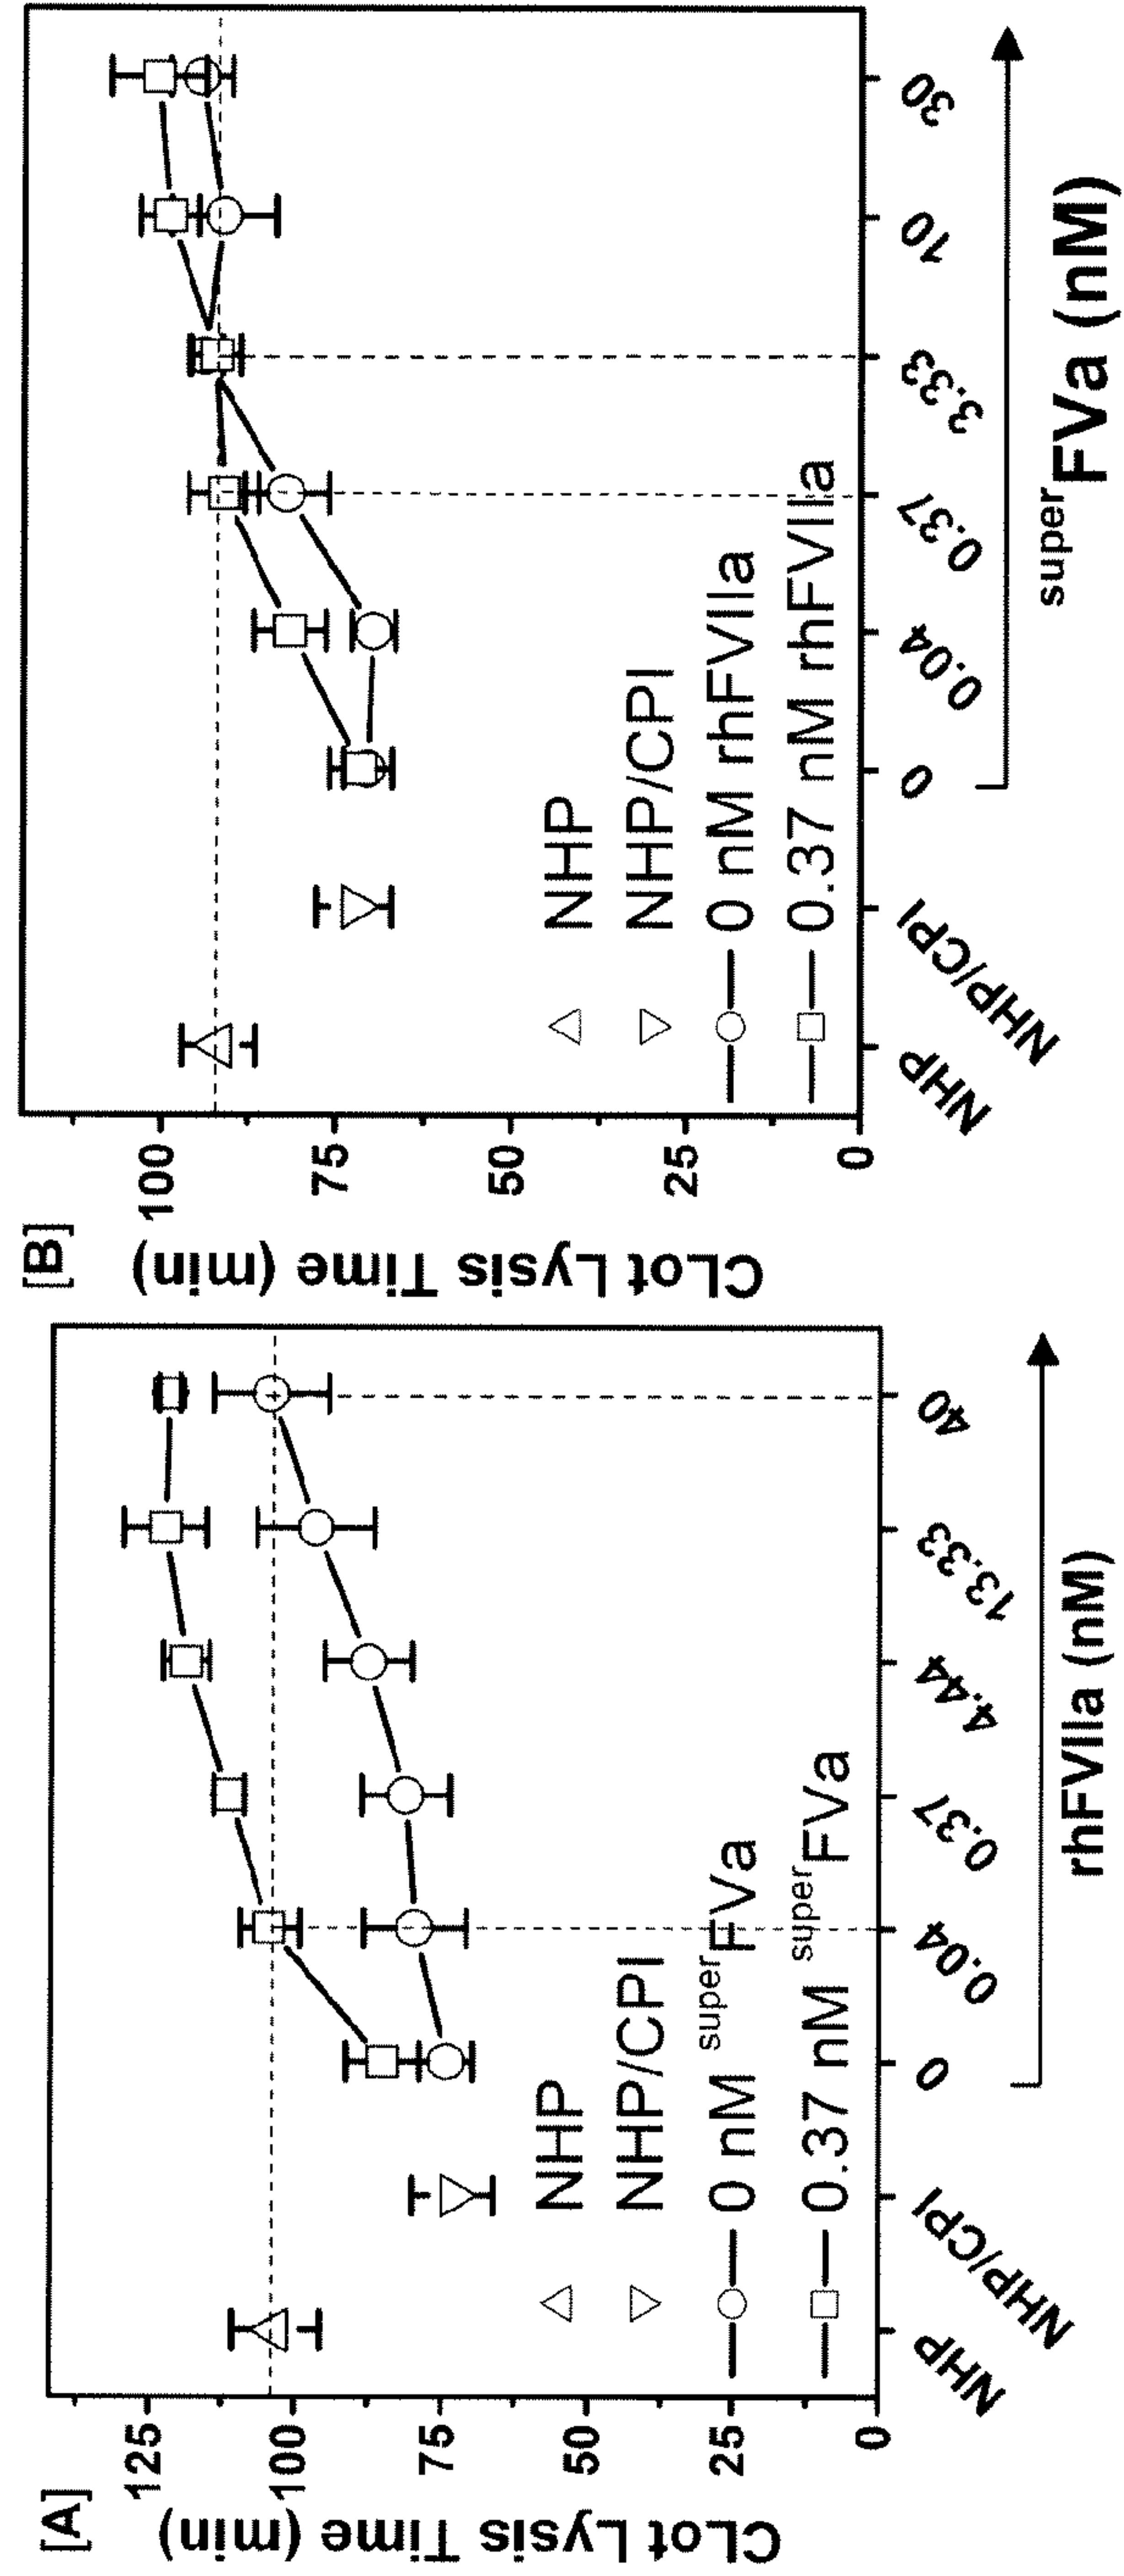 [A]
CLot Lysis Time (min)
125
100
75
50
25
0
NHP
NHP/CPI
0 nM superFVa
0.37 nM superFVa
NHP
NHP/CPI
0
0.04
0.37
4.44
13.33
40
rhFVIIa (nM)
[B]
CLot Lysis Time (min)
100
75
50
25
0
NHP
NHP/CPI
0 nM rhFVIIa
0.37 nM rhFVIIa
NHP
NHP/CPI
0
0.04
0.37
3.33
10
30
superFVa (nM)